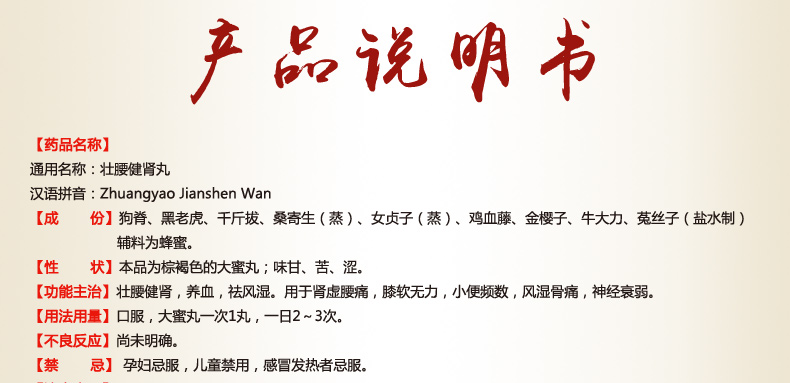 产品说明书
【药品名称】
通用名称：壮腰健肾丸
汉语拼音：Zhuangyao Jianshen Wan
【成 份】狗脊、黑老虎、千斤拔、桑寄生（蒸）、女贞子（蒸）、鸡血藤、金樱子、牛大力、菟丝子（盐水制）
辅料为蜂蜜。
【性 状】本品为棕褐色的大蜜丸；味甘、苦、涩。
【功能主治】壮腰健肾，养血，祛风湿。用于肾虚腰痛，膝软无力，小便频数，风湿骨痛，神经衰弱。
【用法用量】口服，大蜜丸一次1丸，一日2～3次。
【不良反应】尚未明确。
【禁 忌】孕妇忌服，儿童禁用，感冒发热者忌服。